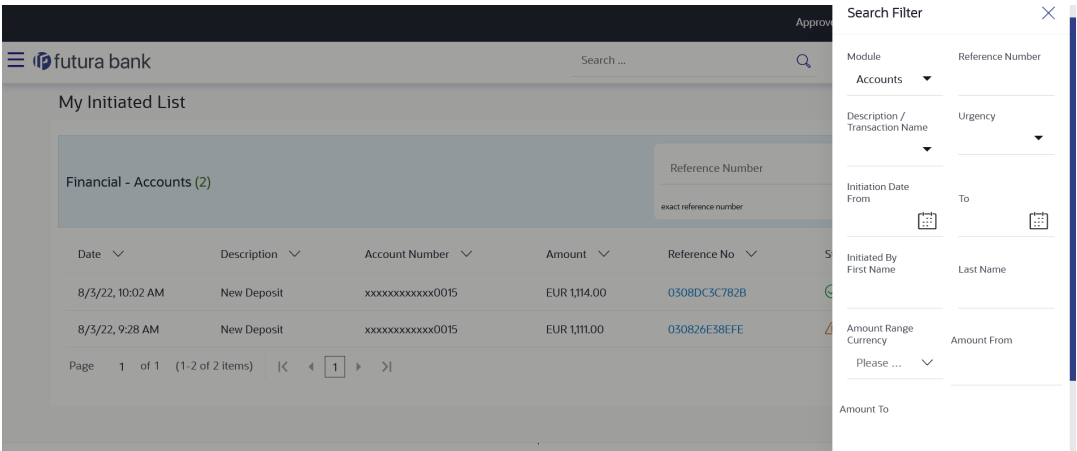 Approve
futura bank
Search ...
My Initiated List
Financial - Accounts (2)
Reference Number
exact reference number
Date
Description
Account Number
Amount
Reference No
S
8/3/22, 10:02 AM
New Deposit
xxxxxxxxxxxx0015
EUR 1,114.00
0308DC3C782B
8/3/22, 9:28 AM
New Deposit
xxxxxxxxxxxx0015
EUR 1,111.00
030826E38EFE
Page 1 of 1 (1-2 of 2 items) 1
Search Filter
Module
Reference Number
Accounts
Description /
Transaction Name
Urgency
Initiation Date
From
To
Initiated By
First Name
Last Name
Amount Range
Currency
Amount From
Please ...
Amount To